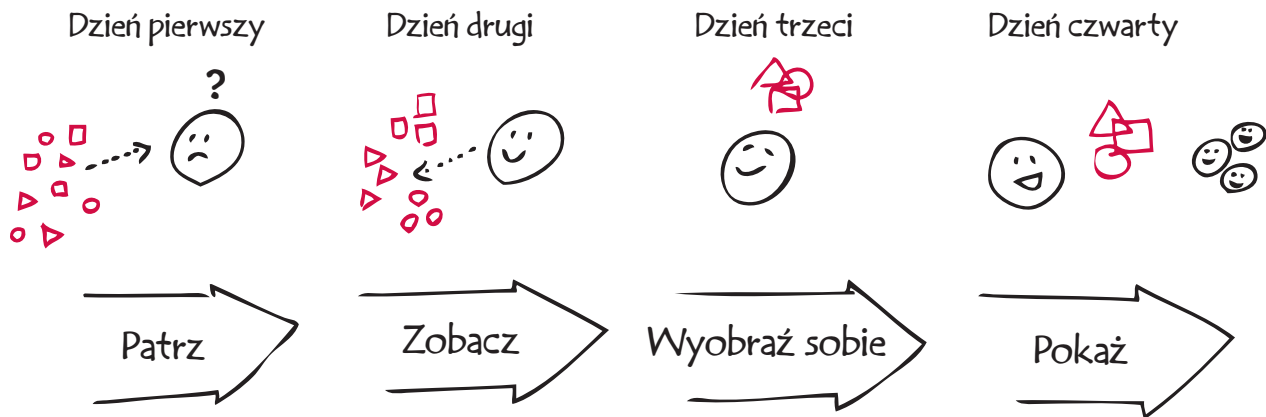 Dzień pierwszy
Dzień drugi
Dzień trzeci
Dzień czwarty
?
Patrz
Zobacz
Wyobraź sobie
Pokaż